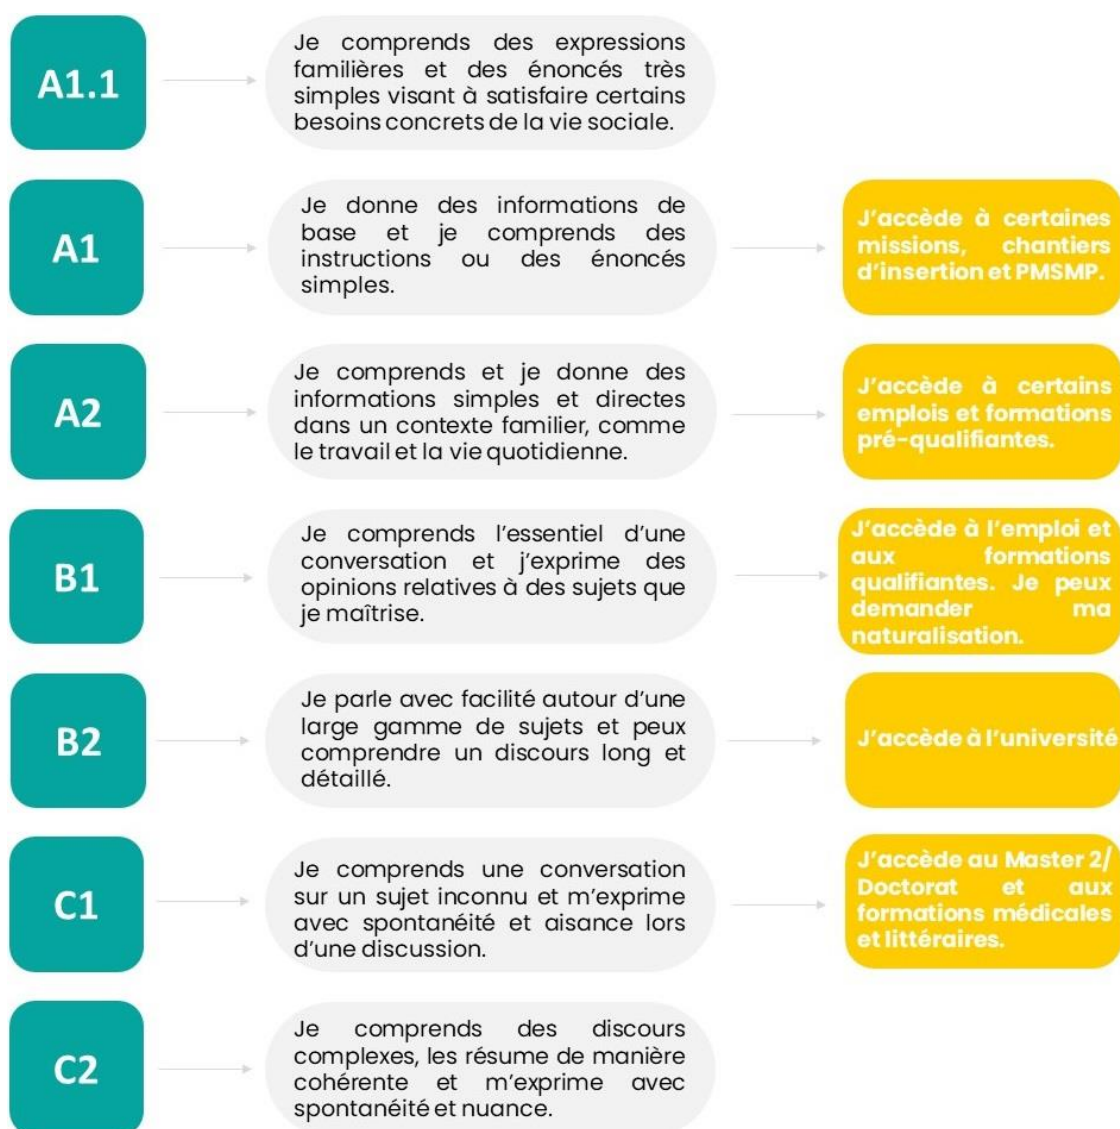 A1.1
Je comprends des expressions
familières et des énoncés très
simples visant à satisfaire certains
besoins concrets de la vie sociale.
A1
Je donne des informations de
base et je comprends des
instructions ou des énoncés
simples.
J'accède à certaines
missions, chantiers
d'insertion et PMSMP.
A2
Je comprends et je donne des
informations simples et directes
dans un contexte familier, comme
le travail et la vie quotidienne.
J'accède à certains
emplois et formations
pré-qualifiantes.
B1
Je comprends l'essentiel d'une
conversation et j'exprime des
opinions relatives à des sujets que
je maîtrise.
J'accède à l'emploi et
aux formations
qualifiantes. Je peux
demander ma
naturalisation.
B2
Je parle avec facilité autour d'une
large gamme de sujets et peux
comprendre un discours long et
détaillé.
J'accède à l'université
C1
Je comprends une conversation
sur un sujet inconnu et m'exprime
avec spontanéité et aisance lors
d'une discussion.
J'accède au Master 2/
Doctorat et aux
formations médicales
et littéraires.
C2
Je comprends des discours
complexes, les résume de manière
cohérente et m'exprime avec
spontanéité et nuance.